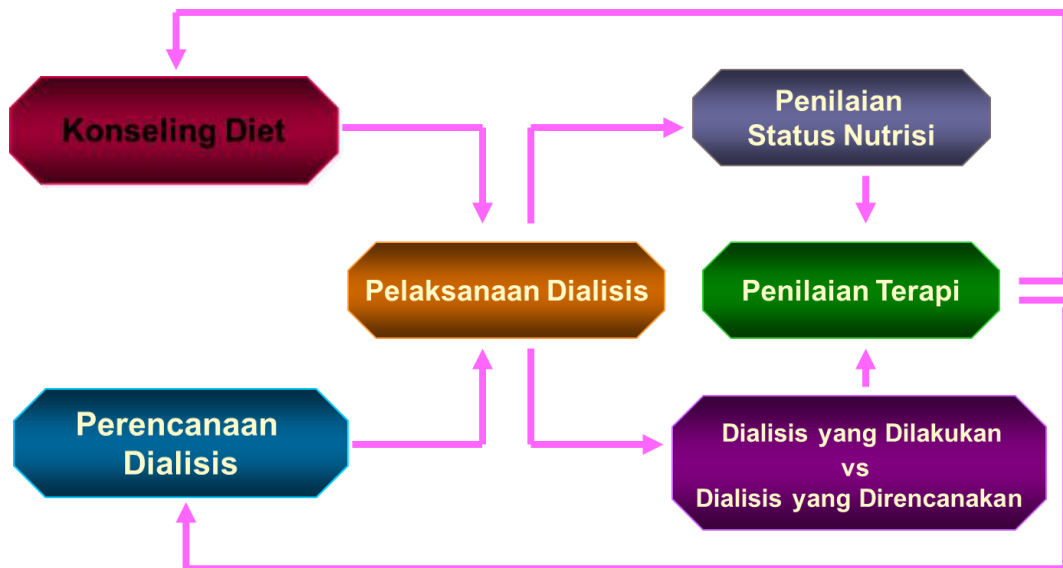 Konseling Diet
Penilaian
Status Nutrisi
Pelaksanaan Dialisis
Penilaian Terapi
Perencanaan
Dialisis
Dialisis yang Dilakukan
vs
Dialisis yang Direncanakan